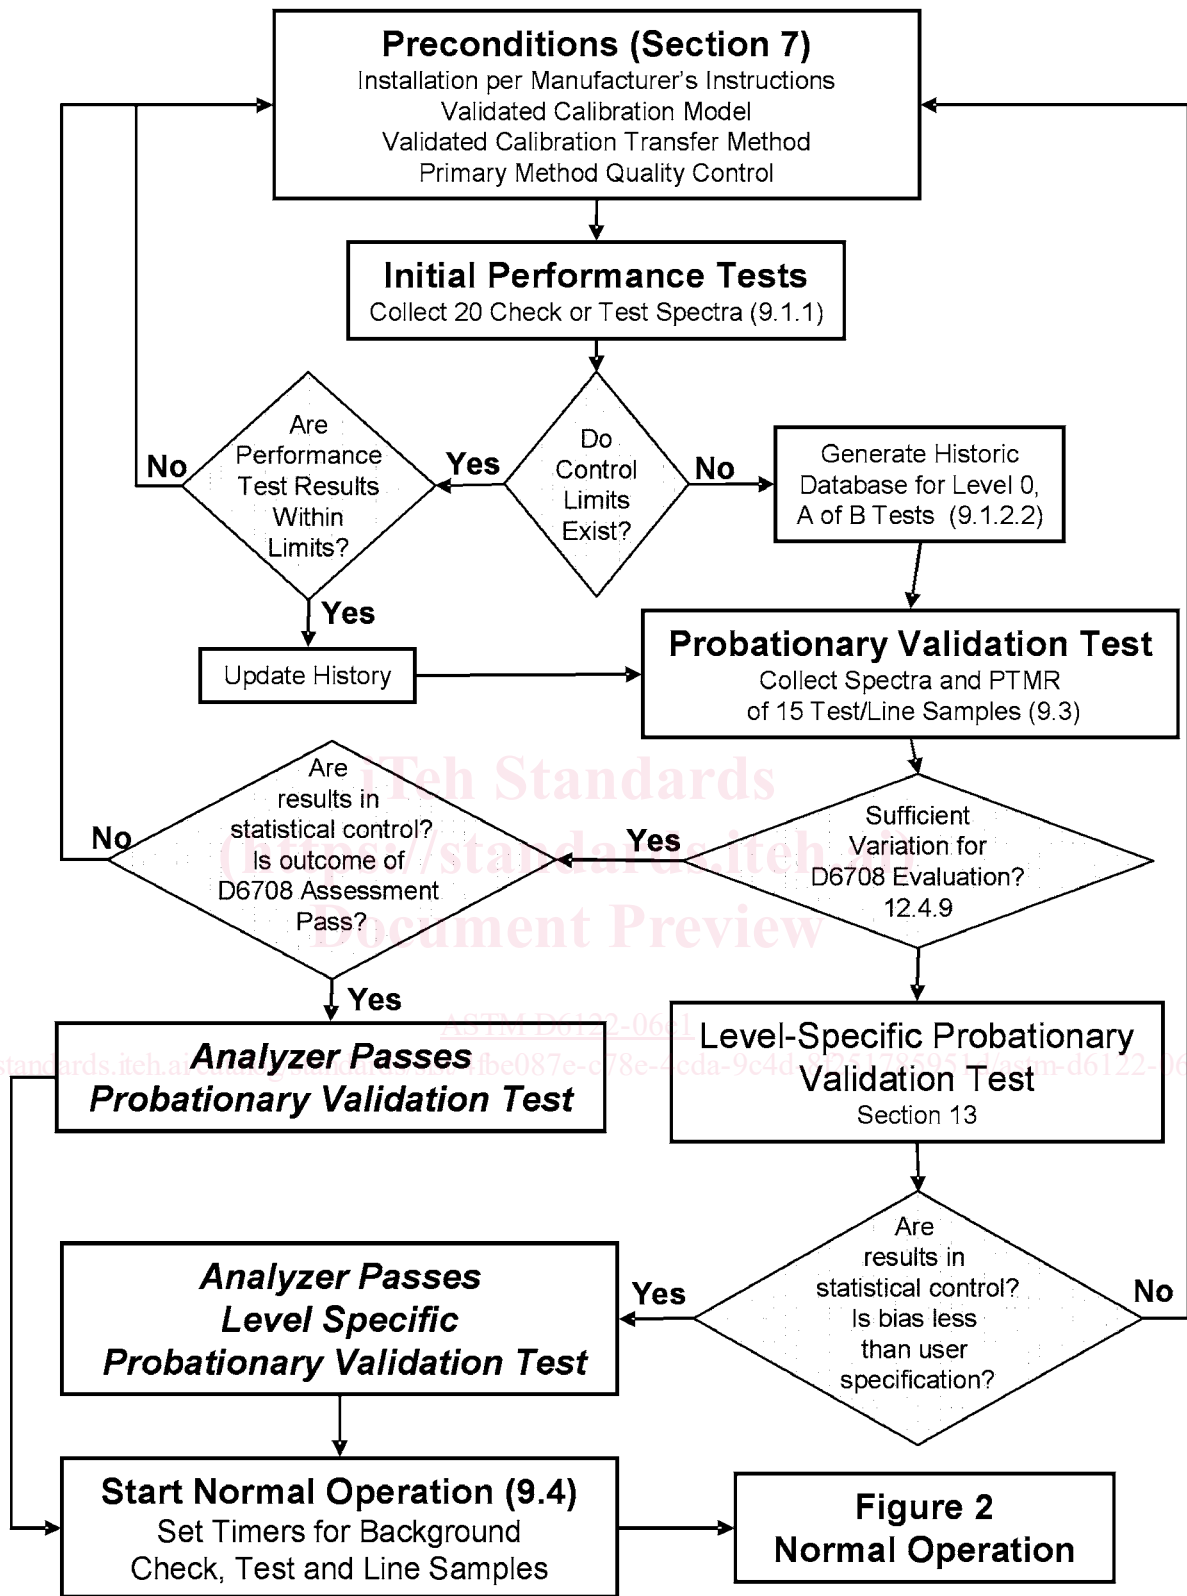 Preconditions (Section 7)
Installation per Manufacturer's Instructions
Validated Calibration Model
Validated Calibration Transfer Method
Primary Method Quality Control
Initial Performance Tests
Collect 20 Check or Test Spectra (9.1.1)
Are
Performance
Test Results
Within
Limits?
No
Yes
Do
Control
Limits
Exist?
No
Generate Historic
Database for Level 0,
A of B Tests (9.1.2.2)
Yes
Update History
Probationary Validation Test
Collect Spectra and PTMR
of 15 Test/Line Samples (9.3)
iTeh Standards
(https://standards.iteh.ai)
Document Preview
Are
results in
statistical control?
Is outcome of
D6708 Assessment
Pass?
No
Yes
Sufficient
Variation for
D6708 Evaluation?
12.4.9
Yes
ASTM D6122-06e1
Analyzer Passes
Probationary Validation Test
Level-Specific Probationary
Validation Test
Section 13
Are
results in
statistical control?
Is bias less
than user
specification?
Yes
No
Analyzer Passes
Level Specific
Probationary Validation Test
Start Normal Operation (9.4)
Set Timers for Background
Check, Test and Line Samples
Figure 2
Normal Operation